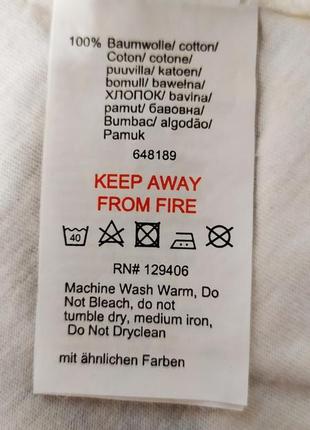 100% Baumwolle/ cotton/
Coton/ cotone/
puuvilla/ katoen/
bomull/ bawełna/
ХЛОПОК/ bavina/
pamut/ бавовна/
Bumbac/ algodão/
Pamuk
648189
KEEP AWAY
FROM FIRE
40
RN# 129406
Machine Wash Warm, Do
Not Bleach, do not
tumble dry, medium iron,
Do Not Dryclean
mit ähnlichen Farben